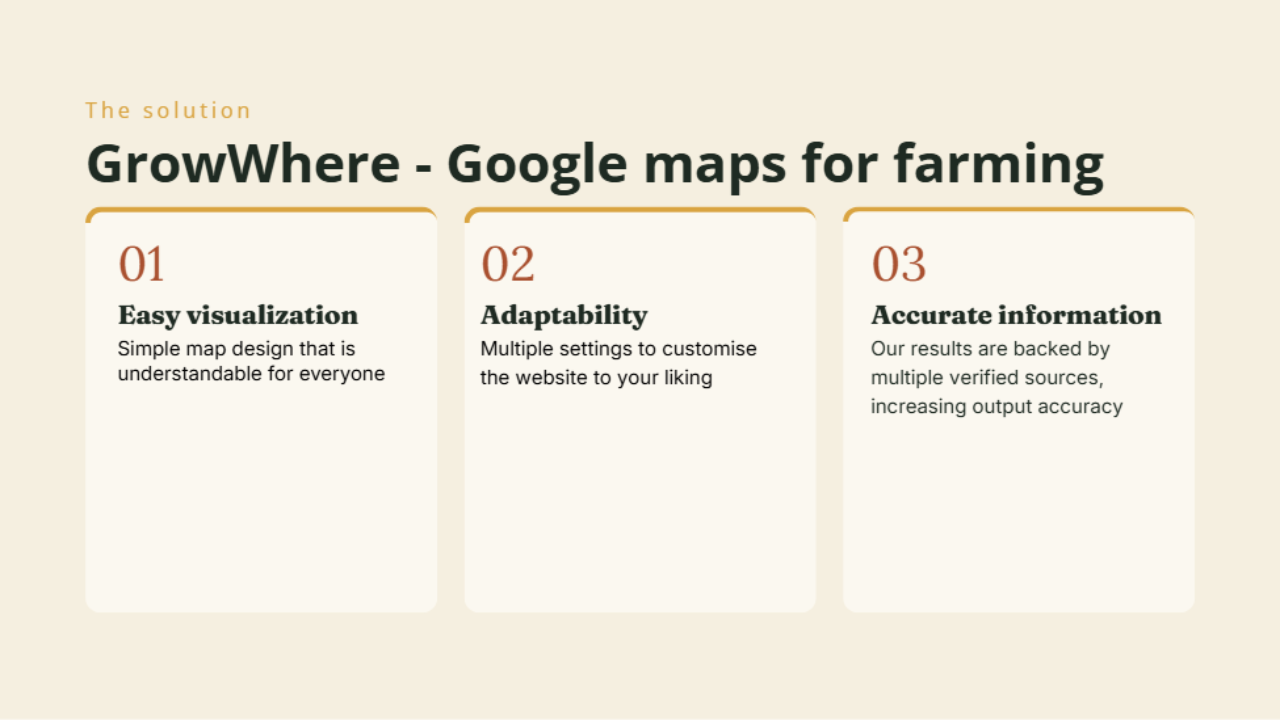 The solution
GrowWhere - Google maps for farming
01
Easy visualization
Simple map design that is
understandable for everyone
02
Adaptability
Multiple settings to customise
the website to your liking
03
Accurate information
Our results are backed by
multiple verified sources,
increasing output accuracy